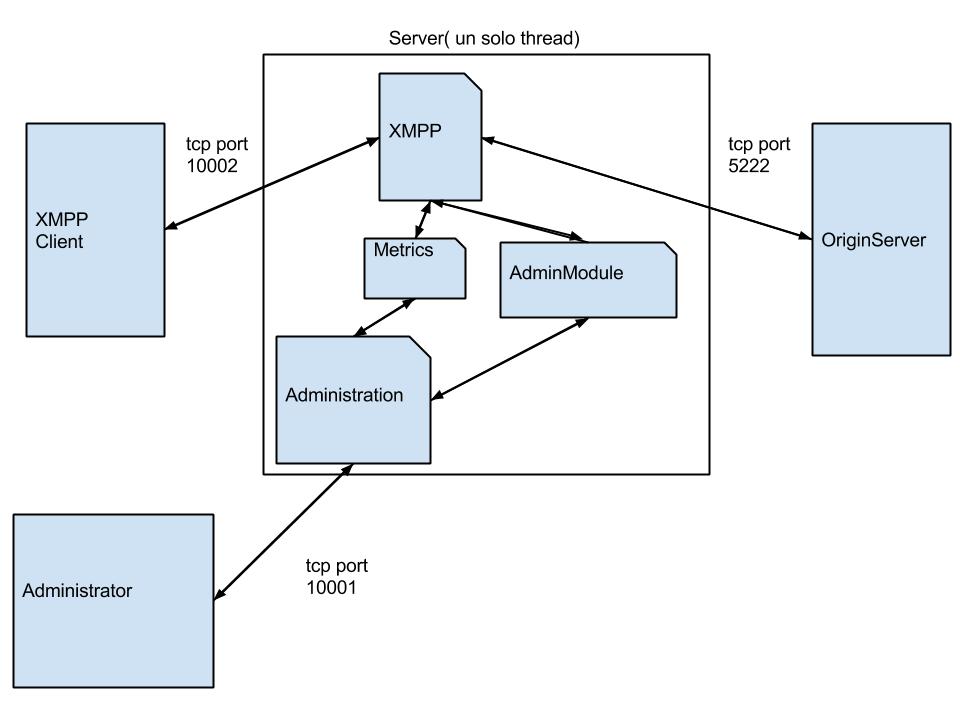 Server( un solo thread)
XMPP
tcp port
10002
tcp port
5222
XMPP
Client
OriginServer
Metrics
AdminModule
Administration
tcp port
10001
Administrator